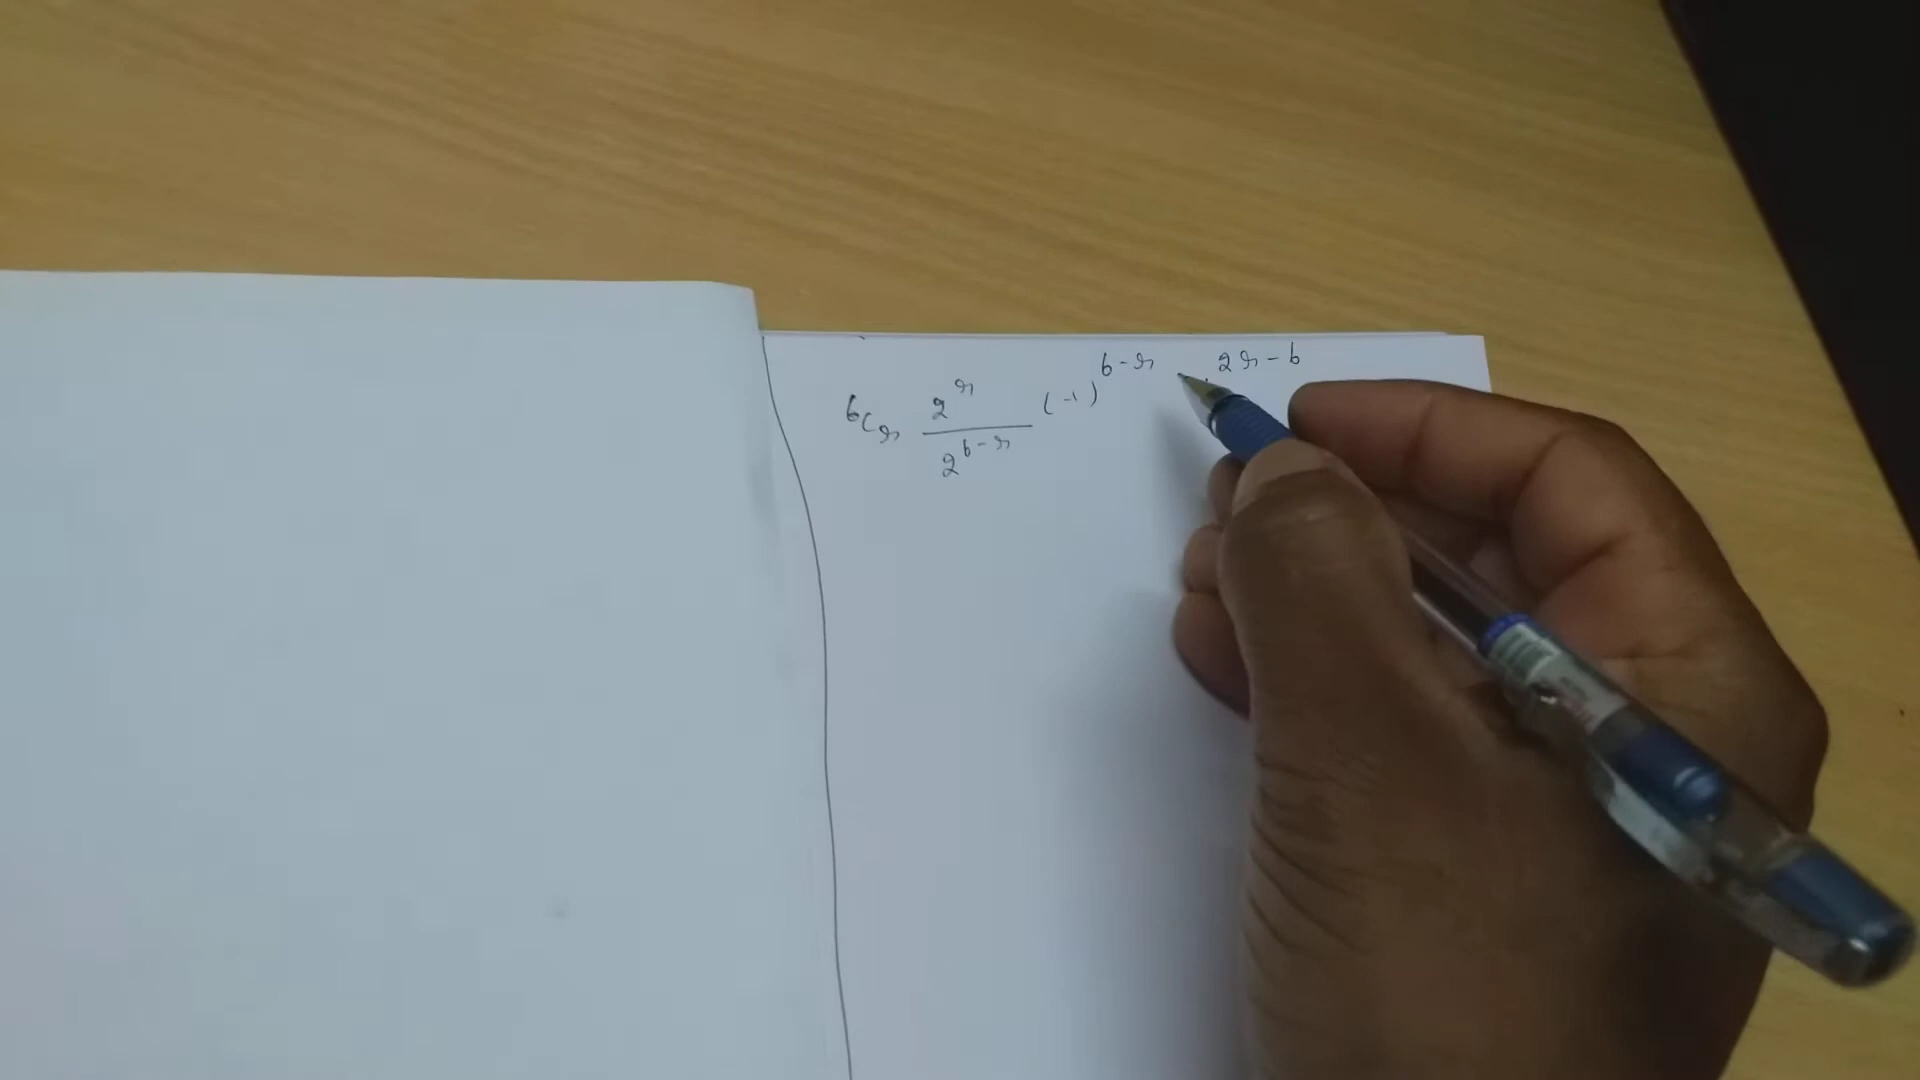 ⁶Cᵣ 2^r / 2^(6-r) (-1)^(6-r) 2r-6